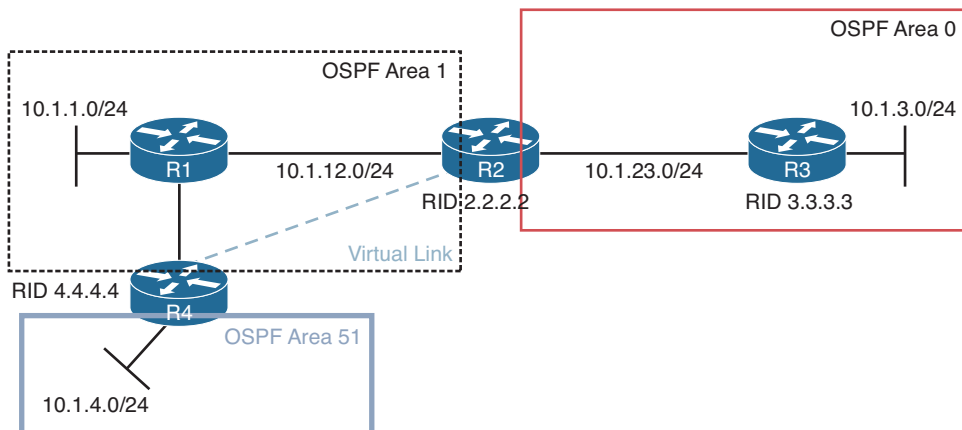 OSPF Area 0
OSPF Area 1
10.1.1.0/24
10.1.3.0/24
R1
10.1.12.0/24
R2
10.1.23.0/24
R3
RID 2.2.2.2
RID 3.3.3.3
Virtual Link
RID 4.4.4.4
R4
OSPF Area 51
10.1.4.0/24